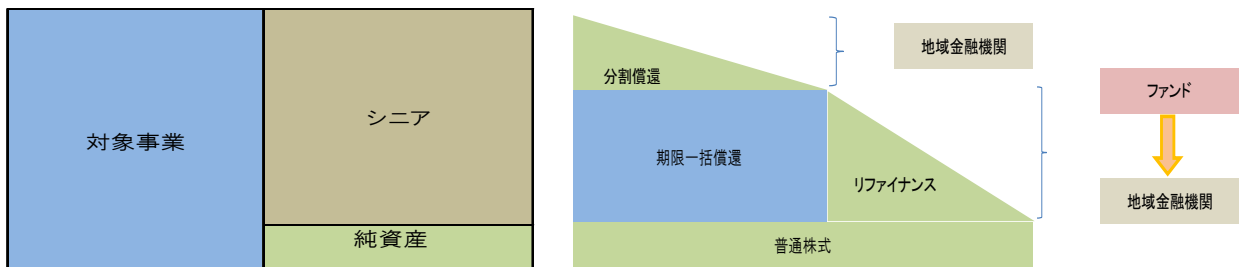 対象事業
シニア
純資産
分割償還
期限一括償還
リファイナンス
普通株式
地域金融機関
ファンド
地域金融機関